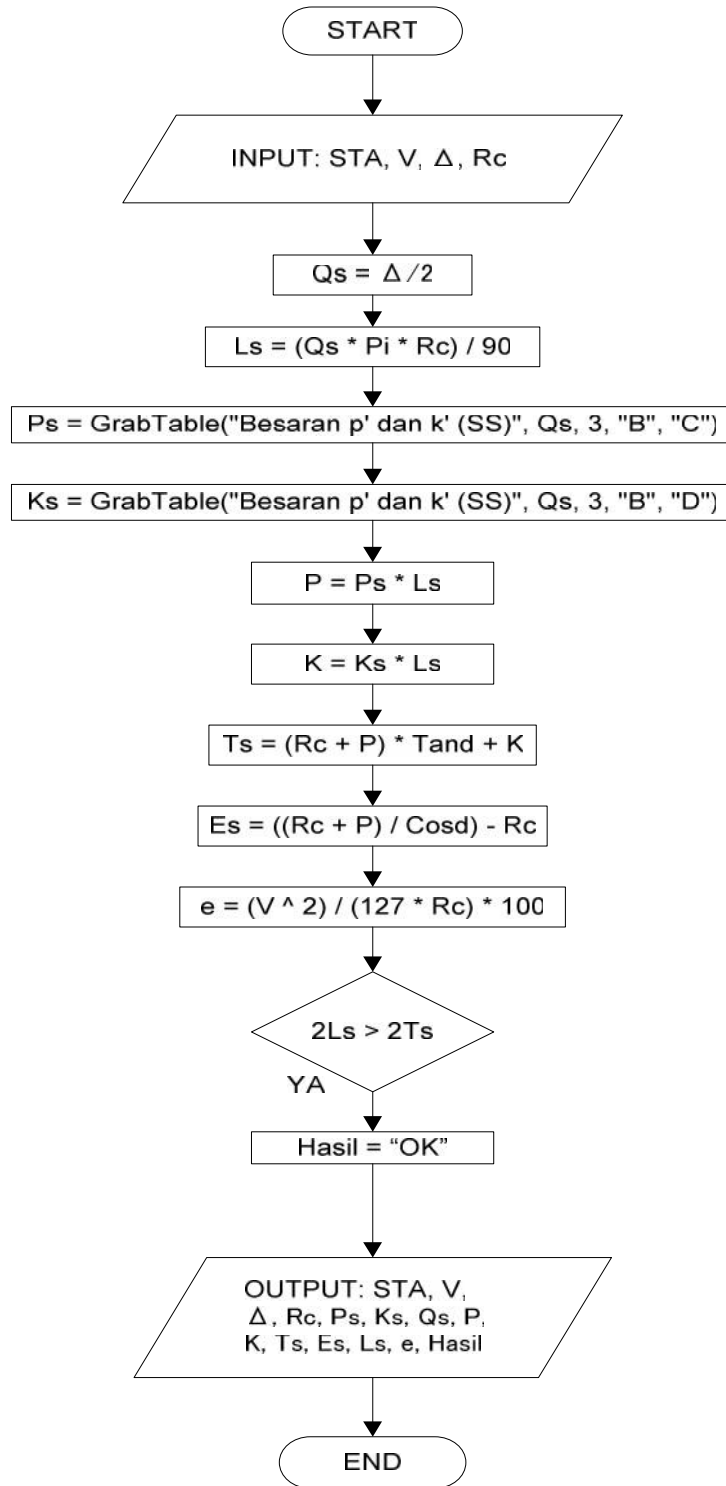 START
INPUT: STA, V, Δ, Rc
Qs = Δ/2
Ls = (Qs * Pi * Rc) / 90
Ps = GrabTable("Besaran p' dan k' (SS)", Qs, 3, "B", "C")
Ks = GrabTable("Besaran p' dan k' (SS)", Qs, 3, "B", "D")
P = Ps * Ls
K = Ks * Ls
Ts = (Rc + P) * Tand + K
Es = ((Rc + P) / Cosd) - Rc
e = (V ^ 2) / (127 * Rc) * 100
2Ls > 2Ts
YA
Hasil = “OK”
OUTPUT: STA, V,
Δ, Rc, Ps, Ks, Qs, P,
K, Ts, Es, Ls, e, Hasil
END